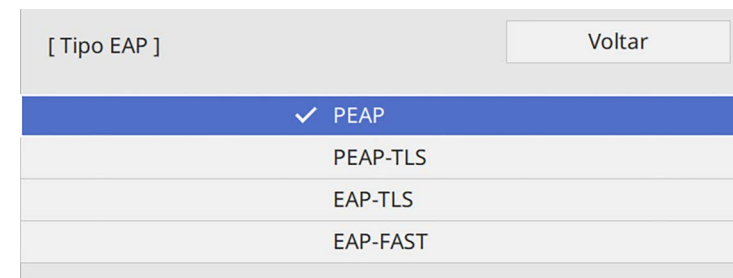 [ Tipo EAP ]
Voltar
PEAP
PEAP-TLS
EAP-TLS
EAP-FAST